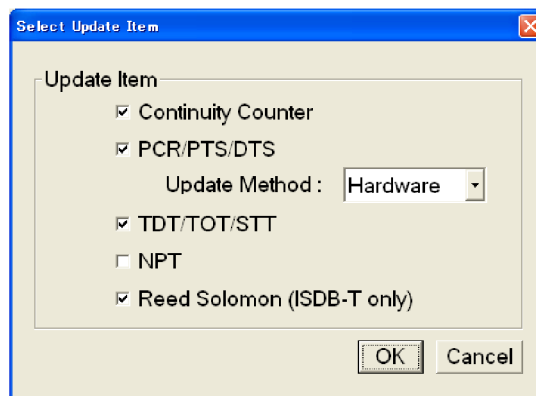 Select Update Item
Update Item
Continuity Counter
PCR/PTS/DTS
Update Method : Hardware
TDT/TOT/STT
NPT
Reed Solomon (ISDB-T only)
OK Cancel